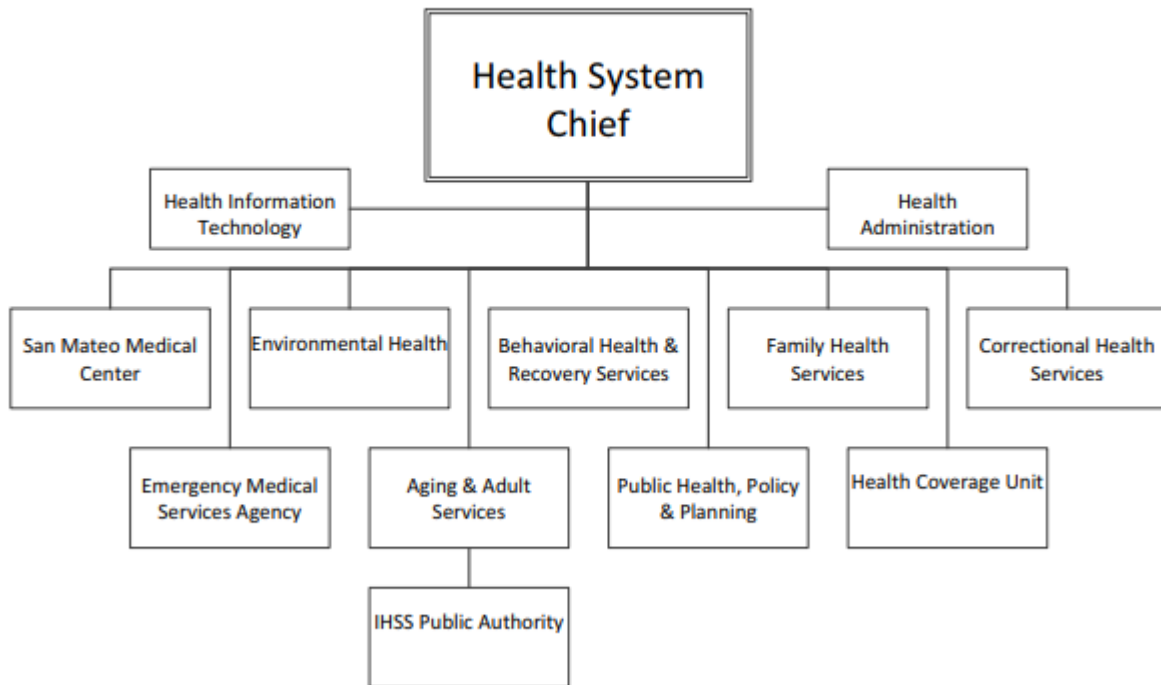 Health System
Chief
Health Information
Technology
Health
Administration
San Mateo Medical
Center
Environmental Health
Behavioral Health &
Recovery Services
Family Health
Services
Correctional Health
Services
Emergency Medical
Services Agency
Aging & Adult
Services
Public Health, Policy
& Planning
Health Coverage Unit
IHSS Public Authority